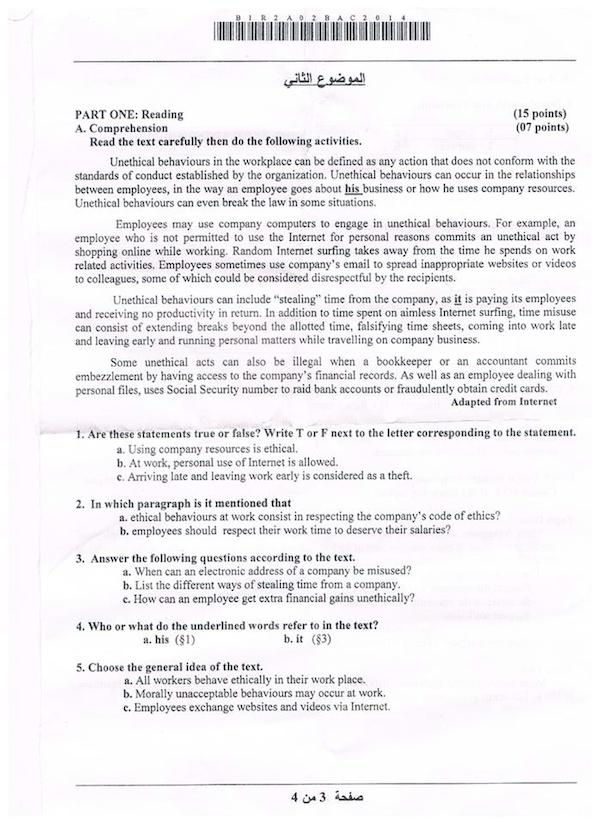 B 1 R 2 A 0 2 B A C 2 0 1 4
الموضوع الثاني
PART ONE: Reading (15 points)
A. Comprehension (07 points)
Read the text carefully then do the following activities.
Unethical behaviours in the workplace can be defined as any action that does not conform with the
standards of conduct established by the organization. Unethical behaviours can occur in the relationships
between employees, in the way an employee goes about his business or how he uses company resources.
Unethical behaviours can even break the law in some situations.
Employees may use company computers to engage in unethical behaviours. For example, an
employee who is not permitted to use the Internet for personal reasons commits an unethical act by
shopping online while working. Random Internet surfing takes away from the time he spends on work
related activities. Employees sometimes use company's email to spread inappropriate websites or videos
to colleagues, some of which could be considered disrespectful by the recipients.
Unethical behaviours can include “stealing” time from the company, as it is paying its employees
and receiving no productivity in return. In addition to time spent on aimless Internet surfing, time misuse
can consist of extending breaks beyond the allotted time, falsifying time sheets, coming into work late
and leaving early and running personal matters while travelling on company business.
Some unethical acts can also be illegal when a bookkeeper or an accountant commits
embezzlement by having access to the company's financial records. As well as an employee dealing with
personal files, uses Social Security number to raid bank accounts or fraudulently obtain credit cards.
Adapted from Internet
1. Are these statements true or false? Write T or F next to the letter corresponding to the statement.
a. Using company resources is ethical.
b. At work, personal use of Internet is allowed.
c. Arriving late and leaving work early is considered as a theft.
2. In which paragraph is it mentioned that
a. ethical behaviours at work consist in respecting the company's code of ethics?
b. employees should respect their work time to deserve their salaries?
3. Answer the following questions according to the text.
a. When can an electronic address of a company be misused?
b. List the different ways of stealing time from a company.
c. How can an employee get extra financial gains unethically?
4. Who or what do the underlined words refer to in the text?
a. his (§1) b. it (§3)
5. Choose the general idea of the text.
a. All workers behave ethically in their work place.
b. Morally unacceptable behaviours may occur at work.
c. Employees exchange websites and videos via Internet.
صفحة 3 من 4